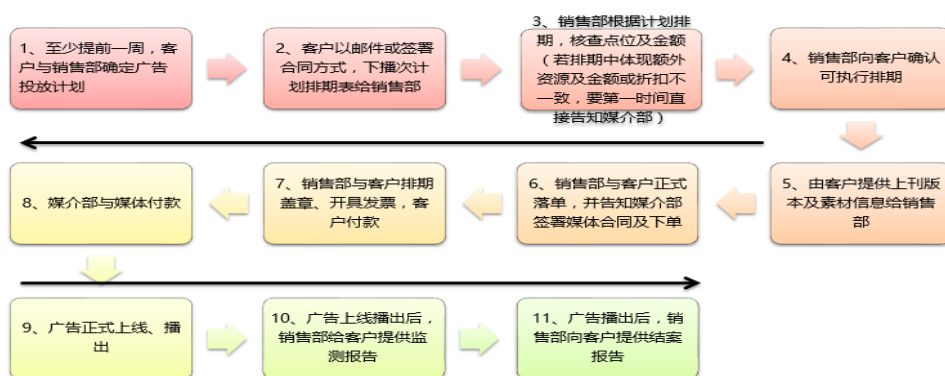 1、至少提前一周，客
户与销售部确定广告
投放计划
2、客户以邮件或签署
合同方式，下播次计
划排期表给销售部
3、销售部根据计划排
期，核查点位及金额
（若排期中体现额外
资源及金额或折扣不
一致，要第一时间直
接告知媒介部）
4、销售部向客户确认
可执行排期
5、由客户提供上刊版
本及素材信息给销售
部
6、销售部与客户正式
落单，并告知媒介部
签署媒体合同及下单
7、销售部与客户排期
盖章、开具发票，客
户付款
8、媒介部与媒体付款
9、广告正式上线、播
出
10、广告上线播出后，
销售部给客户提供监
测报告
11、广告播出后，销
售部向客户提供结案
报告